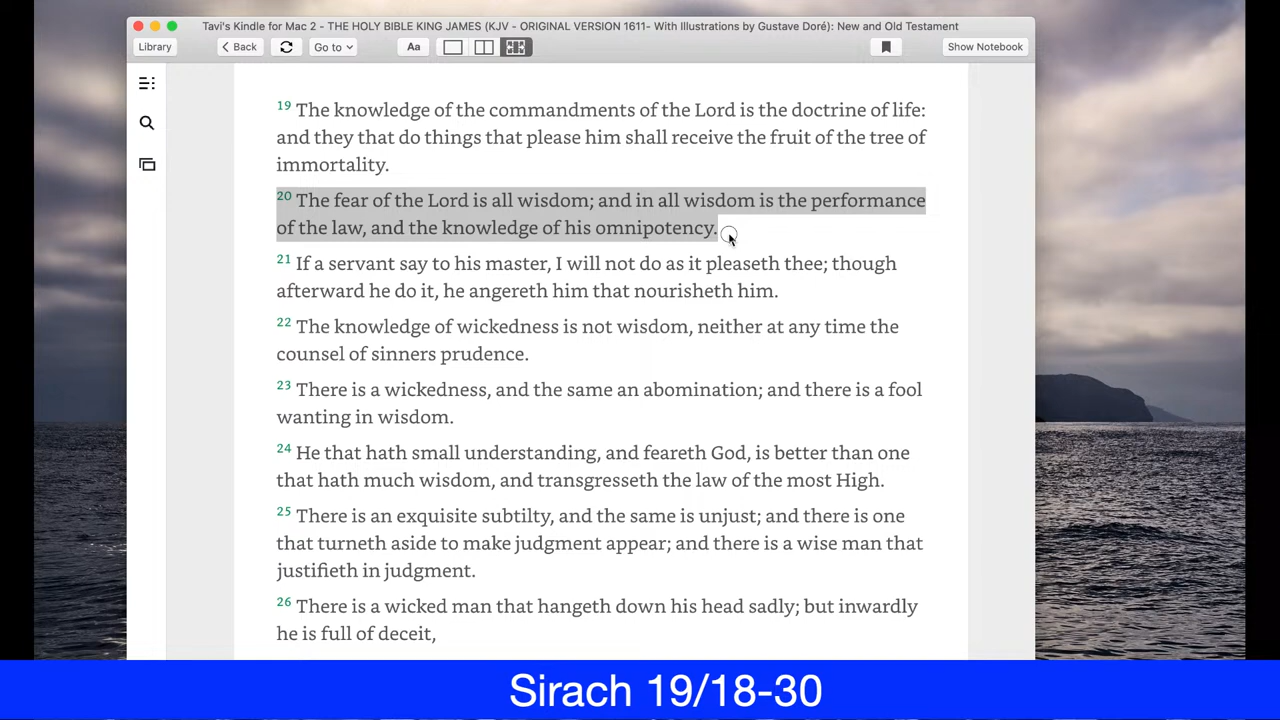 Tavi's Kindle for Mac 2 - THE HOLY BIBLE KING JAMES (KJV - ORIGINAL VERSION 1611- With Illustrations by Gustave Doré): New and Old Testament
Library
Back
Go to
Aa
Show Notebook
19 The knowledge of the commandments of the Lord is the doctrine of life:
and they that do things that please him shall receive the fruit of the tree of
immortality.
20 The fear of the Lord is all wisdom; and in all wisdom is the performance
of the law, and the knowledge of his omnipotency.
21 If a servant say to his master, I will not do as it pleaseth thee; though
afterward he do it, he angereth him that nourisheth him.
22 The knowledge of wickedness is not wisdom, neither at any time the
counsel of sinners prudence.
23 There is a wickedness, and the same an abomination; and there is a fool
wanting in wisdom.
24 He that hath small understanding, and feareth God, is better than one
that hath much wisdom, and transgresseth the law of the most High.
25 There is an exquisite subtilty, and the same is unjust; and there is one
that turneth aside to make judgment appear; and there is a wise man that
justifieth in judgment.
26 There is a wicked man that hangeth down his head sadly; but inwardly
he is full of deceit,
Sirach 19/18-30